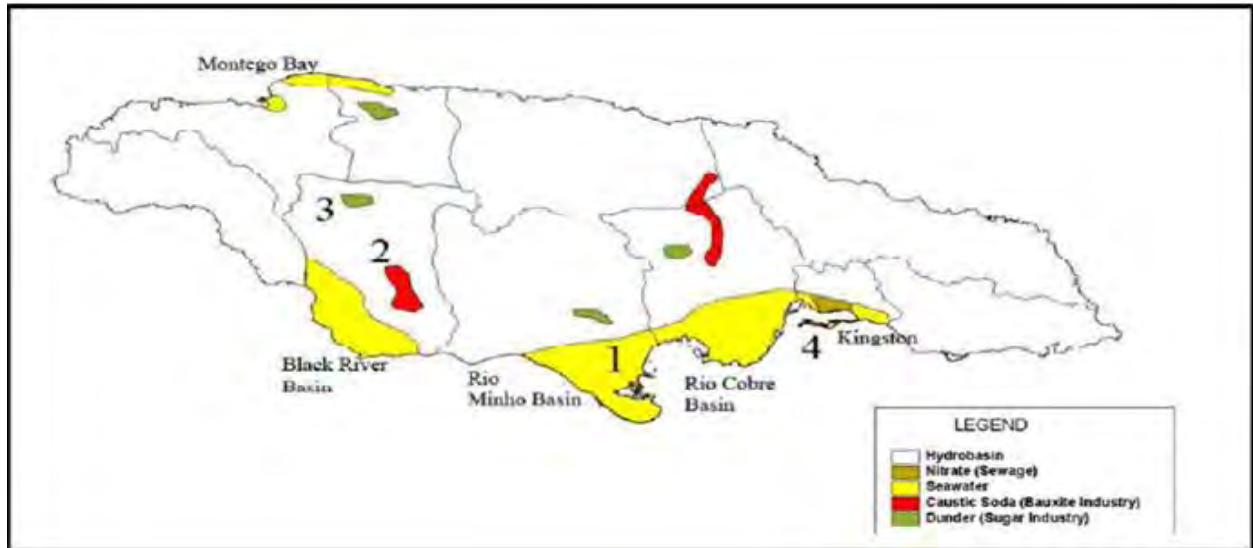 Montego Bay
3
2
Black River
Basin
Rio
Minho Basin
1
Rio Cobre
Basin
4
Kingston
LEGEND
Hydrobasin
Nitrate (Sewage)
Seawater
Caustic Soda (Bauxite Industry)
Dunder (Sugar Industry)